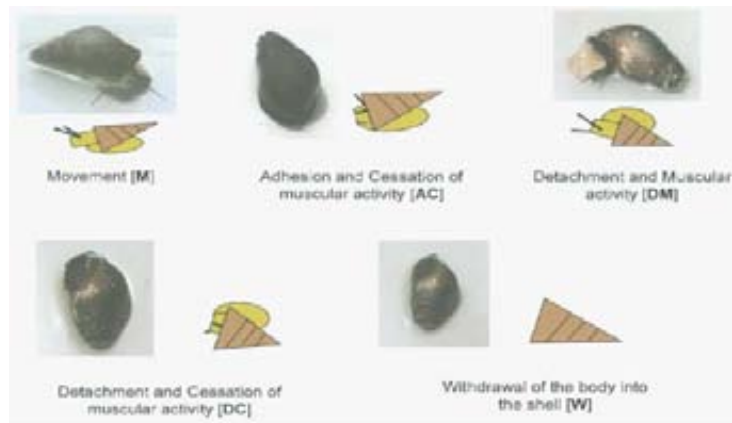 Movement [M]
Adhesion and Cessation of
muscular activity [AC]
Detachment and Muscular
activity [DM]
Detachment and Cessation of
muscular activity [DC]
Withdrawal of the body into
the shell [W]